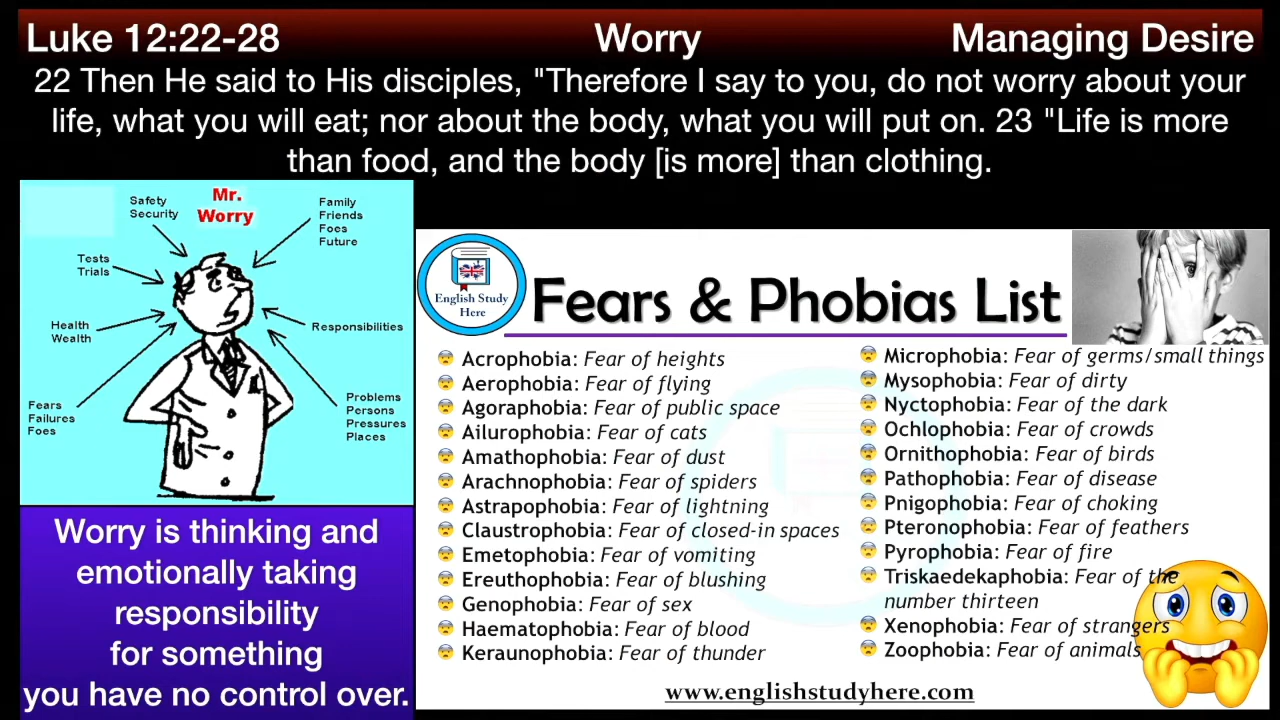 Luke 12:22-28 Worry Managing Desire
22 Then He said to His disciples, "Therefore I say to you, do not worry about your
life, what you will eat; nor about the body, what you will put on. 23 "Life is more
than food, and the body [is more] than clothing.
Mr.
Worry
Safety
Security
Family
Friends
Foes
Future
Tests
Trials
Health
Wealth
Responsibilities
Fears
Failures
Foes
Problems
Persons
Pressures
Places
Worry is thinking and
emotionally taking
responsibility
for something
you have no control over.
English Study
Here
Fears & Phobias List
Acrophobia: Fear of heights
Aerophobia: Fear of flying
Agoraphobia: Fear of public space
Ailurophobia: Fear of cats
Amathophobia: Fear of dust
Arachnophobia: Fear of spiders
Astrapophobia: Fear of lightning
Claustrophobia: Fear of closed-in spaces
Emetophobia: Fear of vomiting
Ereuthophobia: Fear of blushing
Genophobia: Fear of sex
Haematophobia: Fear of blood
Keraunophobia: Fear of thunder
Microphobia: Fear of germs/small things
Mysophobia: Fear of dirty
Nyctophobia: Fear of the dark
Ochlophobia: Fear of crowds
Ornithophobia: Fear of birds
Pathophobia: Fear of disease
Pnigophobia: Fear of choking
Pteronophobia: Fear of feathers
Pyrophobia: Fear of fire
Triskaedekaphobia: Fear of the
number thirteen
Xenophobia: Fear of strangers
Zoophobia: Fear of animals
www.englishstudyhere.com